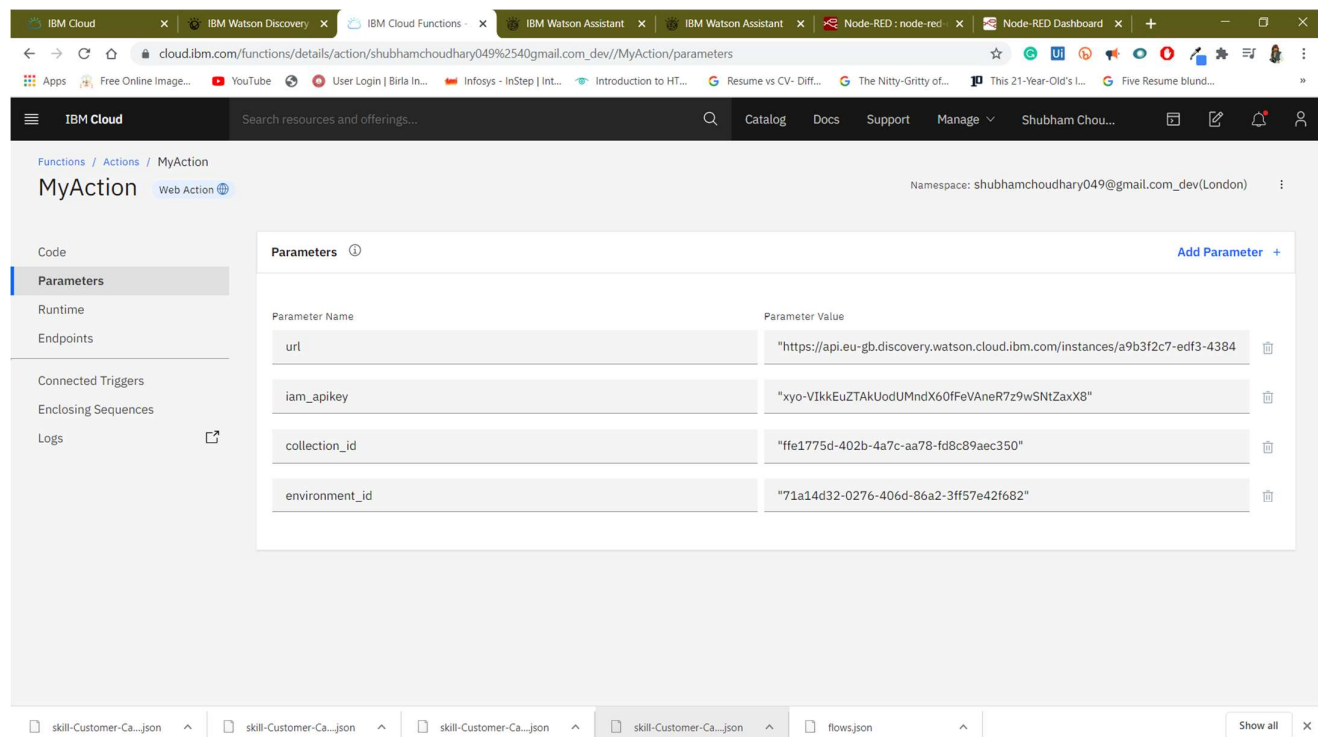 IBM Cloud
IBM Watson Discovery
IBM Cloud Functions -
IBM Watson Assistant
IBM Watson Assistant
Node-RED : node-red-
Node-RED Dashboard
cloud.ibm.com/functions/details/action/shubhamchoudhary049%2540gmail.com_dev//MyAction/parameters
Apps Free Online Image... YouTube User Login | Birla In... Infosys - InStep | Int... Introduction to HT... Resume vs CV- Diff... The Nitty-Gritty of... This 21-Year-Old's I... Five Resume blund... »
IBM Cloud Search resources and offerings... Catalog Docs Support Manage Shubham Chou...
Functions / Actions / MyAction
MyAction Web Action
Namespace: shubhamchoudhary049@gmail.com_dev(London)
Code
Parameters
Runtime
Endpoints
Connected Triggers
Enclosing Sequences
Logs
Parameters Add Parameter +
Parameter Name Parameter Value
url "https://api.eu-gb.discovery.watson.cloud.ibm.com/instances/a9b3f2c7-edf3-4384
iam_apikey "xyo-VIkkEuZTAkUodUMndX60fFeVAneR7z9wSNtZaxX8"
collection_id "ffe1775d-402b-4a7c-aa78-fd8c89aec350"
environment_id "71a14d32-0276-406d-86a2-3ff57e42f682"
skill-Customer-Ca....json skill-Customer-Ca....json skill-Customer-Ca....json skill-Customer-Ca....json flows.json Show all